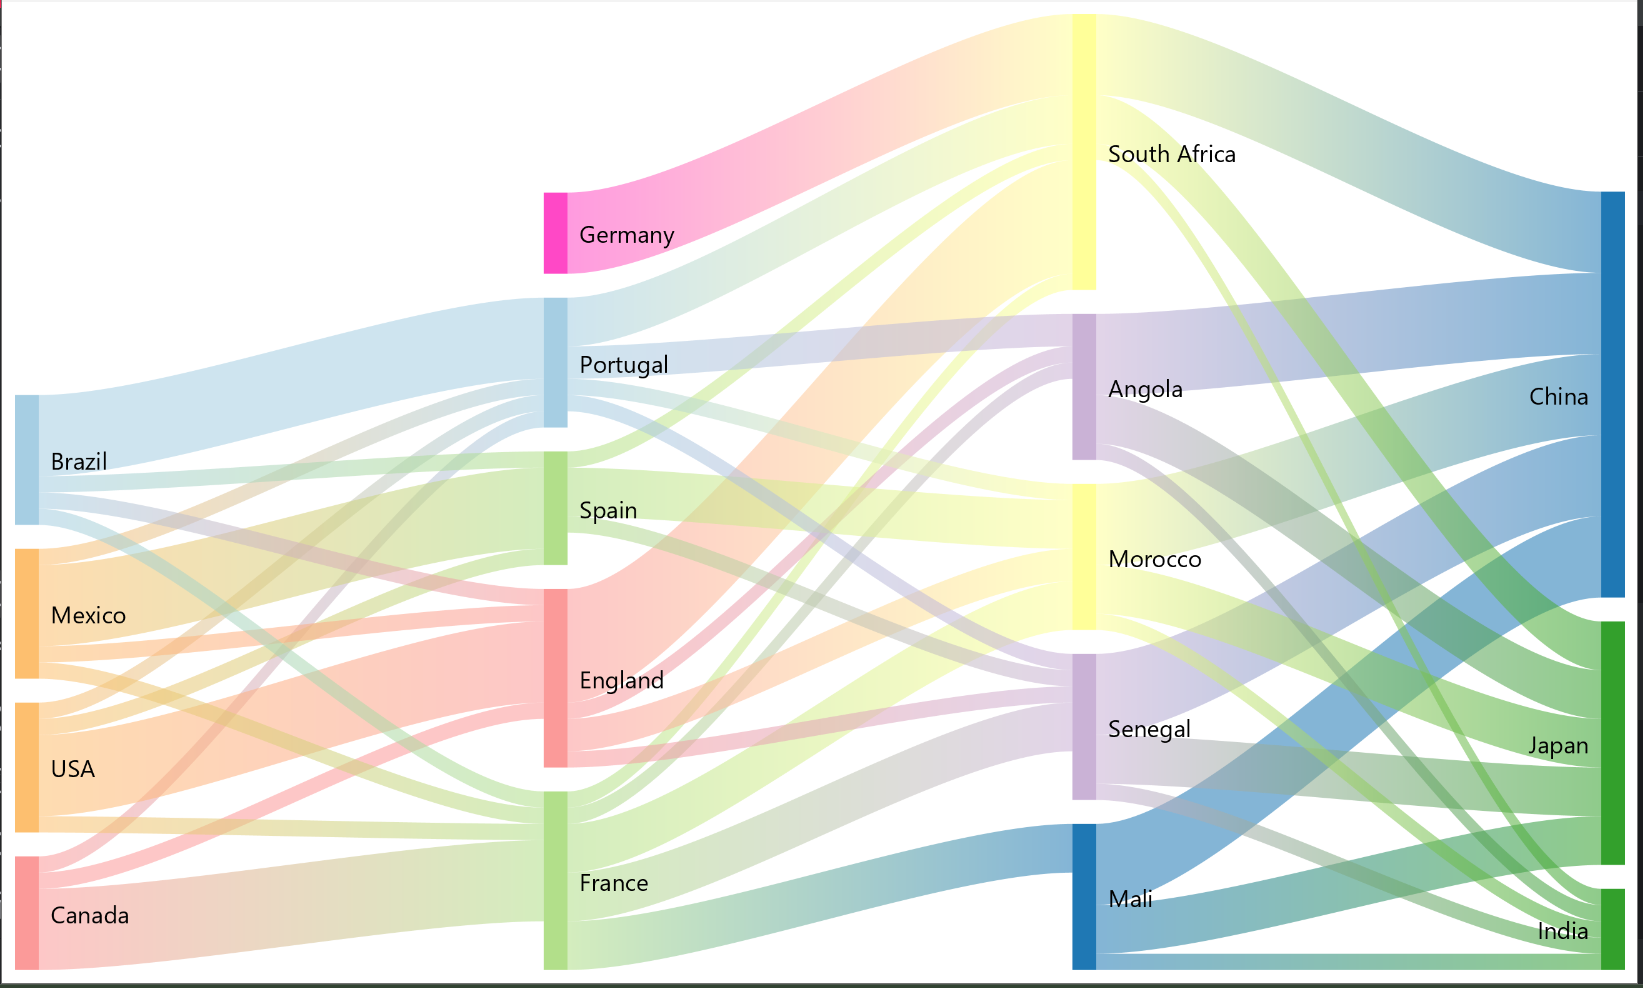 Brazil
Mexico
USA
Canada
Germany
Portugal
Spain
England
France
South Africa
Angola
Morocco
Senegal
Mali
China
Japan
India